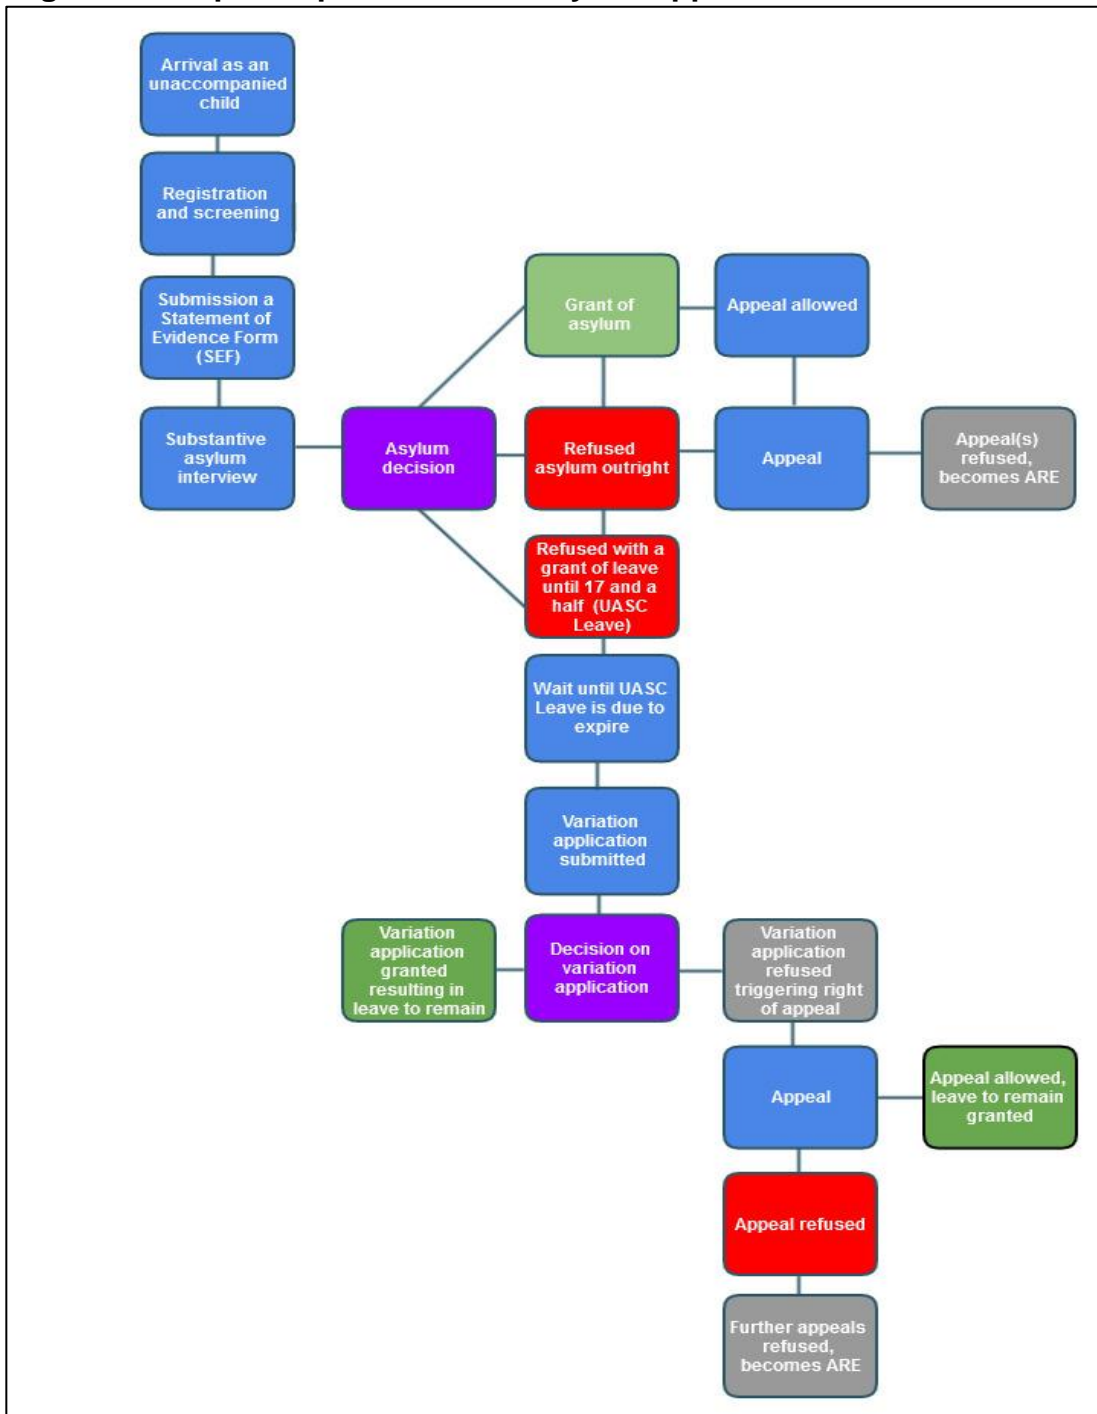 Arrival as an
unaccompanied
child
Registration
and screening
Submission a
Statement of
Evidence Form
(SEF)
Grant of
asylum
Appeal allowed
Substantive
asylum
interview
Asylum
decision
Refused
asylum outright
Appeal
Appeal(s)
refused,
becomes ARE
Refused with a
grant of leave
until 17 and a
half (UASC
Leave)
Wait until UASC
Leave is due to
expire
Variation
application
submitted
Variation
application
granted
resulting in
leave to remain
Decision on
variation
application
Variation
application
refused
triggering right
of appeal
Appeal
Appeal allowed,
leave to remain
granted
Appeal refused
Further appeals
refused,
becomes ARE